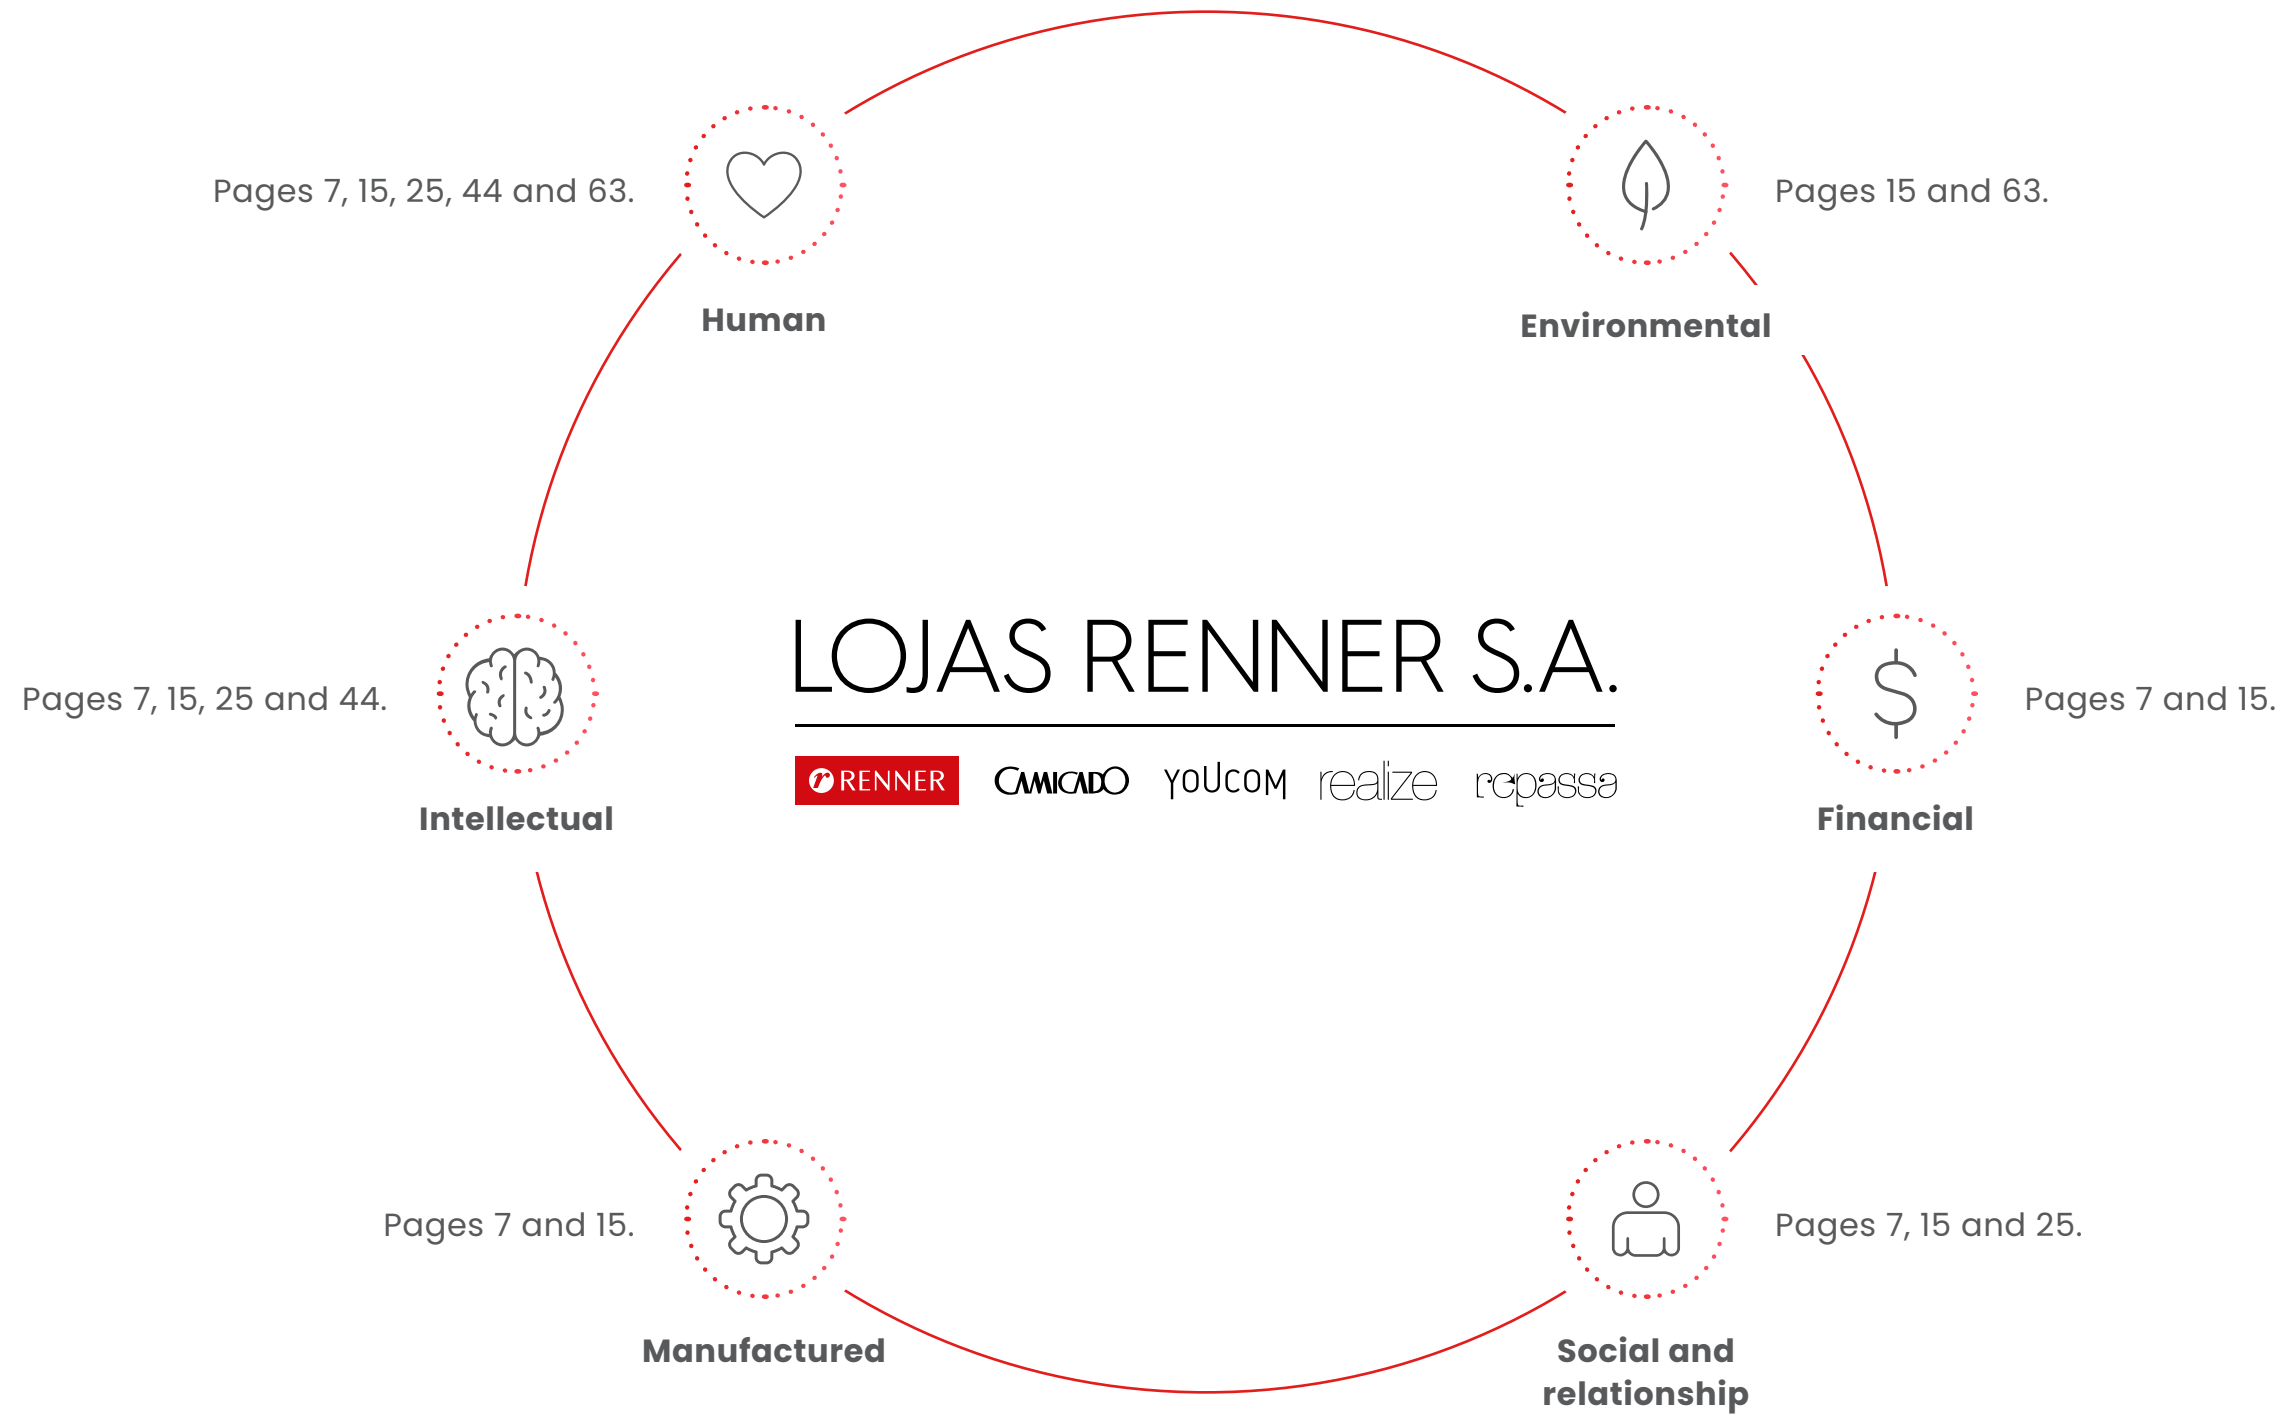 Pages 7, 15, 25, 44 and 63.
Human
Pages 15 and 63.
Environmental
Pages 7, 15, 25 and 44.
Intellectual
LOJAS RENNER S.A.
r RENNER CAMICADO YOUCOM realize repassa
Pages 7 and 15.
Financial
Pages 7 and 15.
Manufactured
Pages 7, 15 and 25.
Social and
relationship